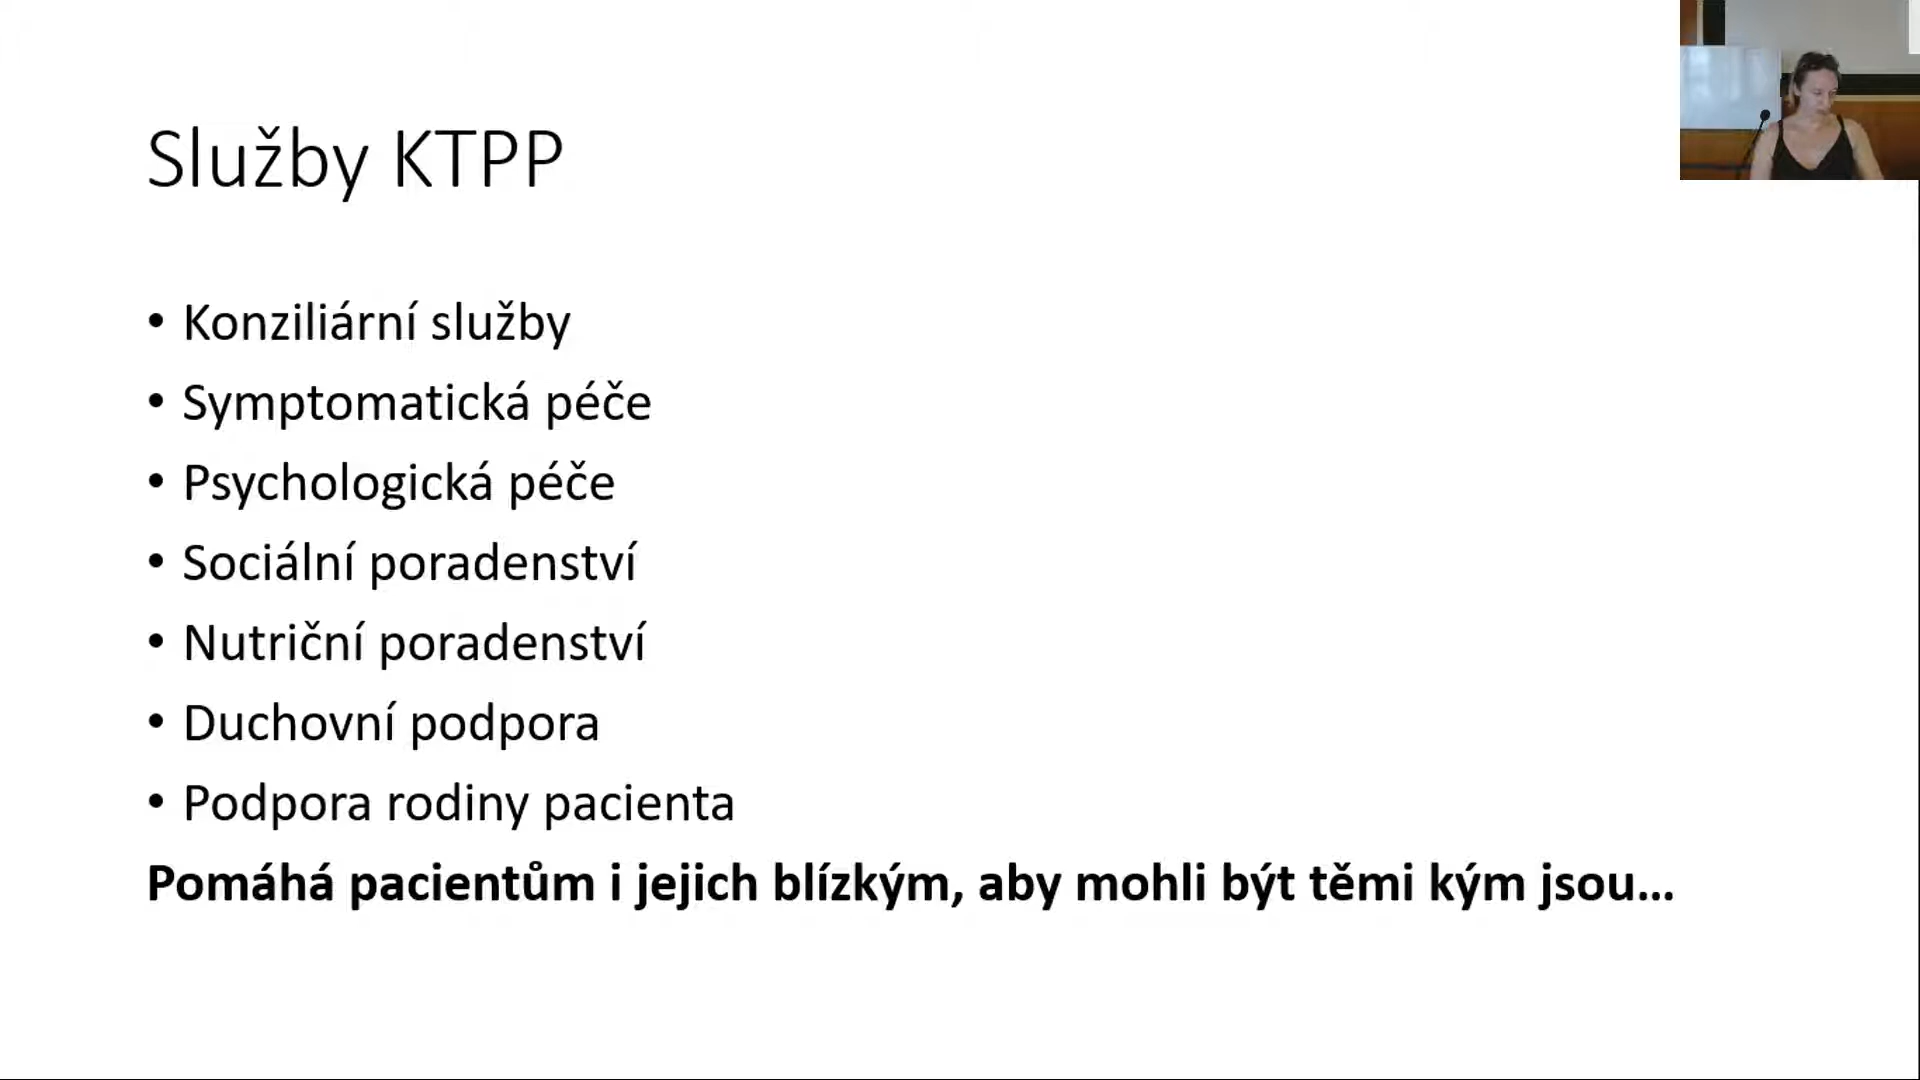 Služby KTPP
• Konziliární služby
• Symptomatická péče
• Psychologická péče
• Sociální poradenství
• Nutriční poradenství
• Duchovní podpora
• Podpora rodiny pacienta
Pomáhá pacientům i jejich blízkým, aby mohli být těmi kým jsou…